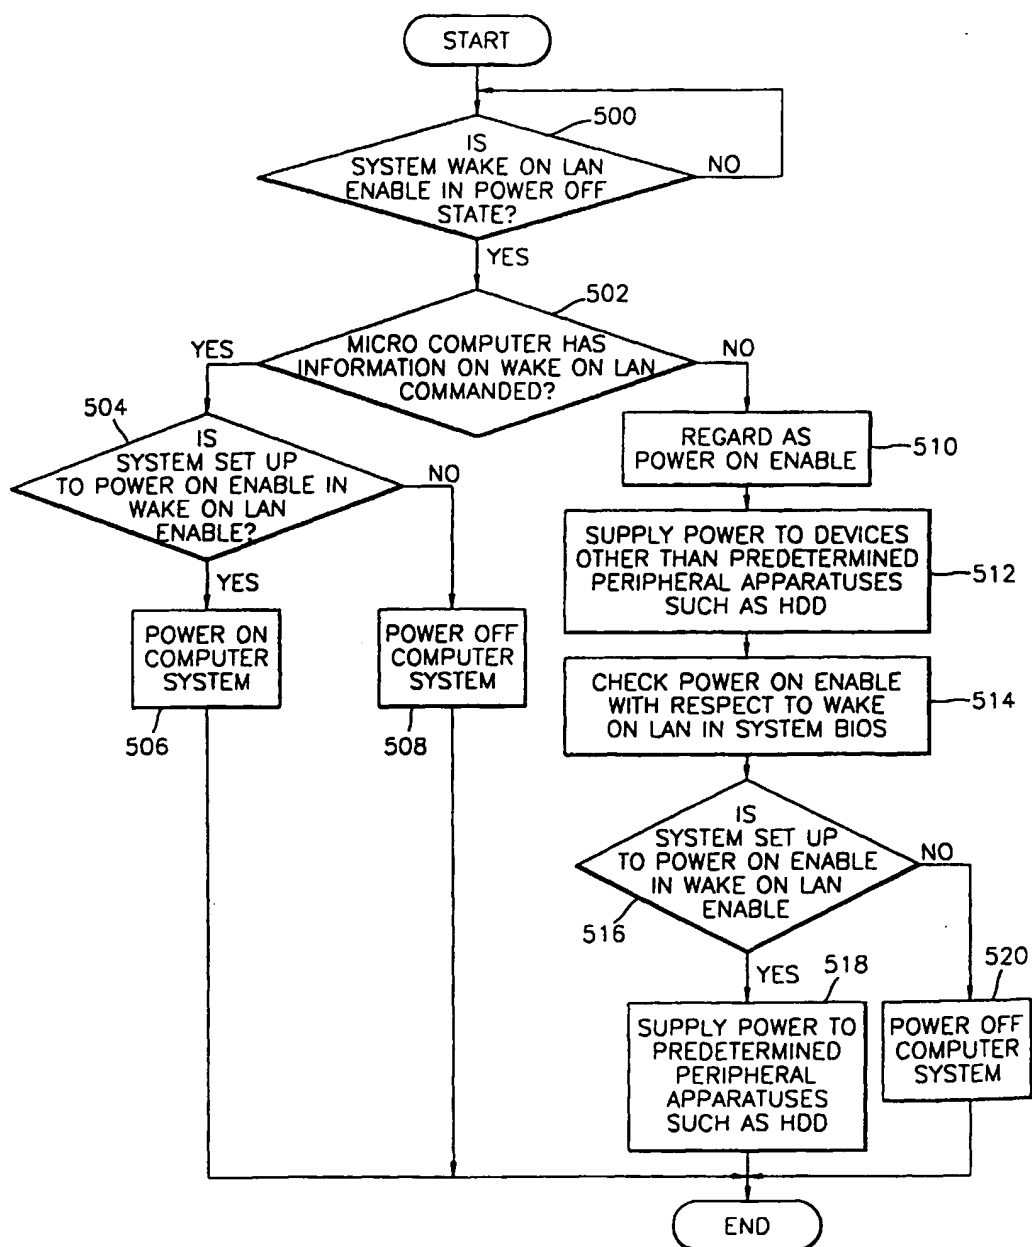 START
500
IS
SYSTEM WAKE ON LAN
ENABLE IN POWER OFF
STATE?
NO
YES
502
MICRO COMPUTER HAS
INFORMATION ON WAKE ON LAN
COMMANDED?
YES
NO
504
IS
SYSTEM SET UP
TO POWER ON ENABLE IN
WAKE ON LAN
ENABLE?
NO
YES
REGARD AS
POWER ON ENABLE
510
SUPPLY POWER TO DEVICES
OTHER THAN PREDETERMINED
PERIPHERAL APPARATUSES
SUCH AS HDD
512
POWER ON
COMPUTER
SYSTEM
506
POWER OFF
COMPUTER
SYSTEM
508
CHECK POWER ON ENABLE
WITH RESPECT TO WAKE
ON LAN IN SYSTEM BIOS
514
IS
SYSTEM SET UP
TO POWER ON ENABLE
IN WAKE ON LAN
ENABLE
516
NO
YES
518
SUPPLY POWER TO
PREDETERMINED
PERIPHERAL
APPARATUSES
SUCH AS HDD
520
POWER OFF
COMPUTER
SYSTEM
END